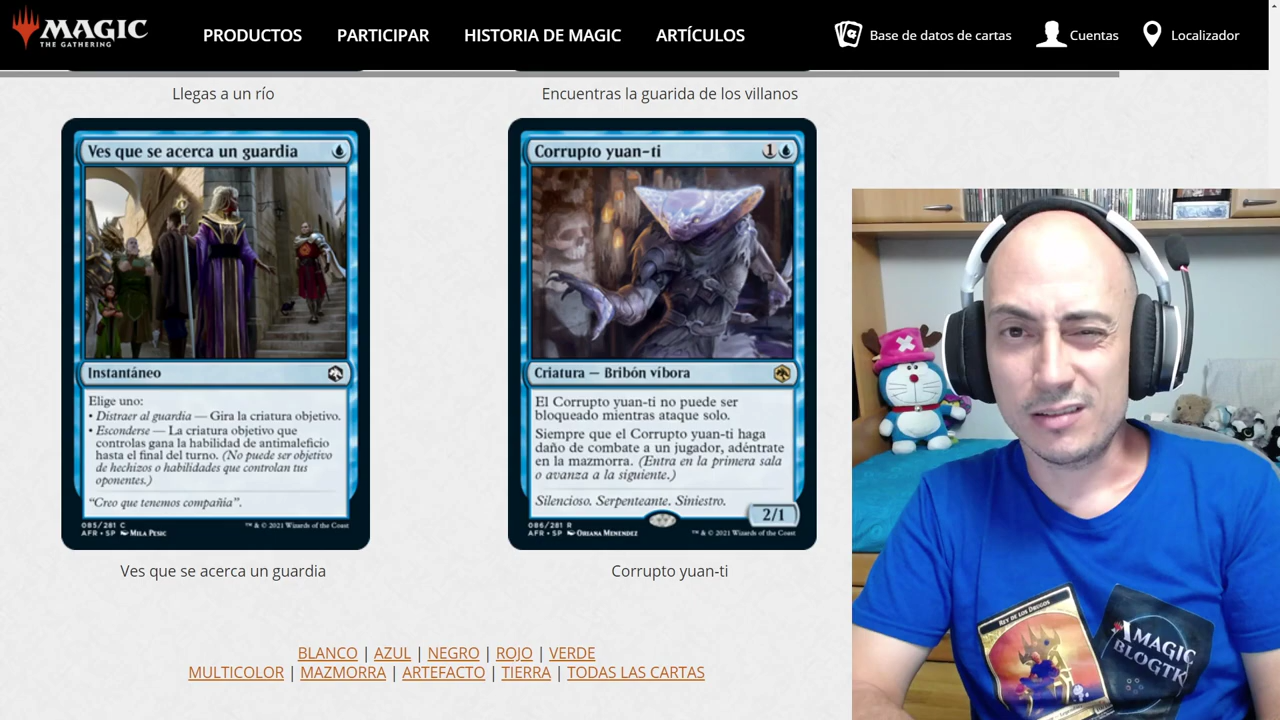 MAGIC
THE GATHERING
PRODUCTOS
PARTICIPAR
HISTORIA DE MAGIC
ARTÍCULOS
Base de datos de cartas
Cuentas
Localizador
Llegas a un río
Encuentras la guarida de los villanos
Ves que se acerca un guardia
Instantáneo
Elige uno:
• Distraer al guardia — Gira la criatura objetivo.
• Esconderse — La criatura objetivo que
controlas gana la habilidad de antimaleficio
hasta el final del turno. (No puede ser objetivo
de hechizos o habilidades que controlan tus
oponentes.)
“Creo que tenemos compañía”.
085/281 C
AFR • SP MILA PESIC
™ & © 2021 Wizards of the Coast
Ves que se acerca un guardia
Corrupto yuan-ti
1
Criatura — Bribón víbora
El Corrupto yuan-ti no puede ser
bloqueado mientras ataque solo.
Siempre que el Corrupto yuan-ti haga
daño de combate a un jugador, adéntrate
en la mazmorra. (Entra en la primera sala
o avanza a la siguiente.)
Silencioso. Serpenteante. Siniestro.
2/1
086/281 R
AFR • SP ORIANA MENENDEZ
™ & © 2021 Wizards of the Coast
Corrupto yuan-ti
BLANCO | AZUL | NEGRO | ROJO | VERDE
MULTICOLOR | MAZMORRA | ARTEFACTO | TIERRA | TODAS LAS CARTAS
REY DE LOS DRUGOS
MAGIC
BLOGTK